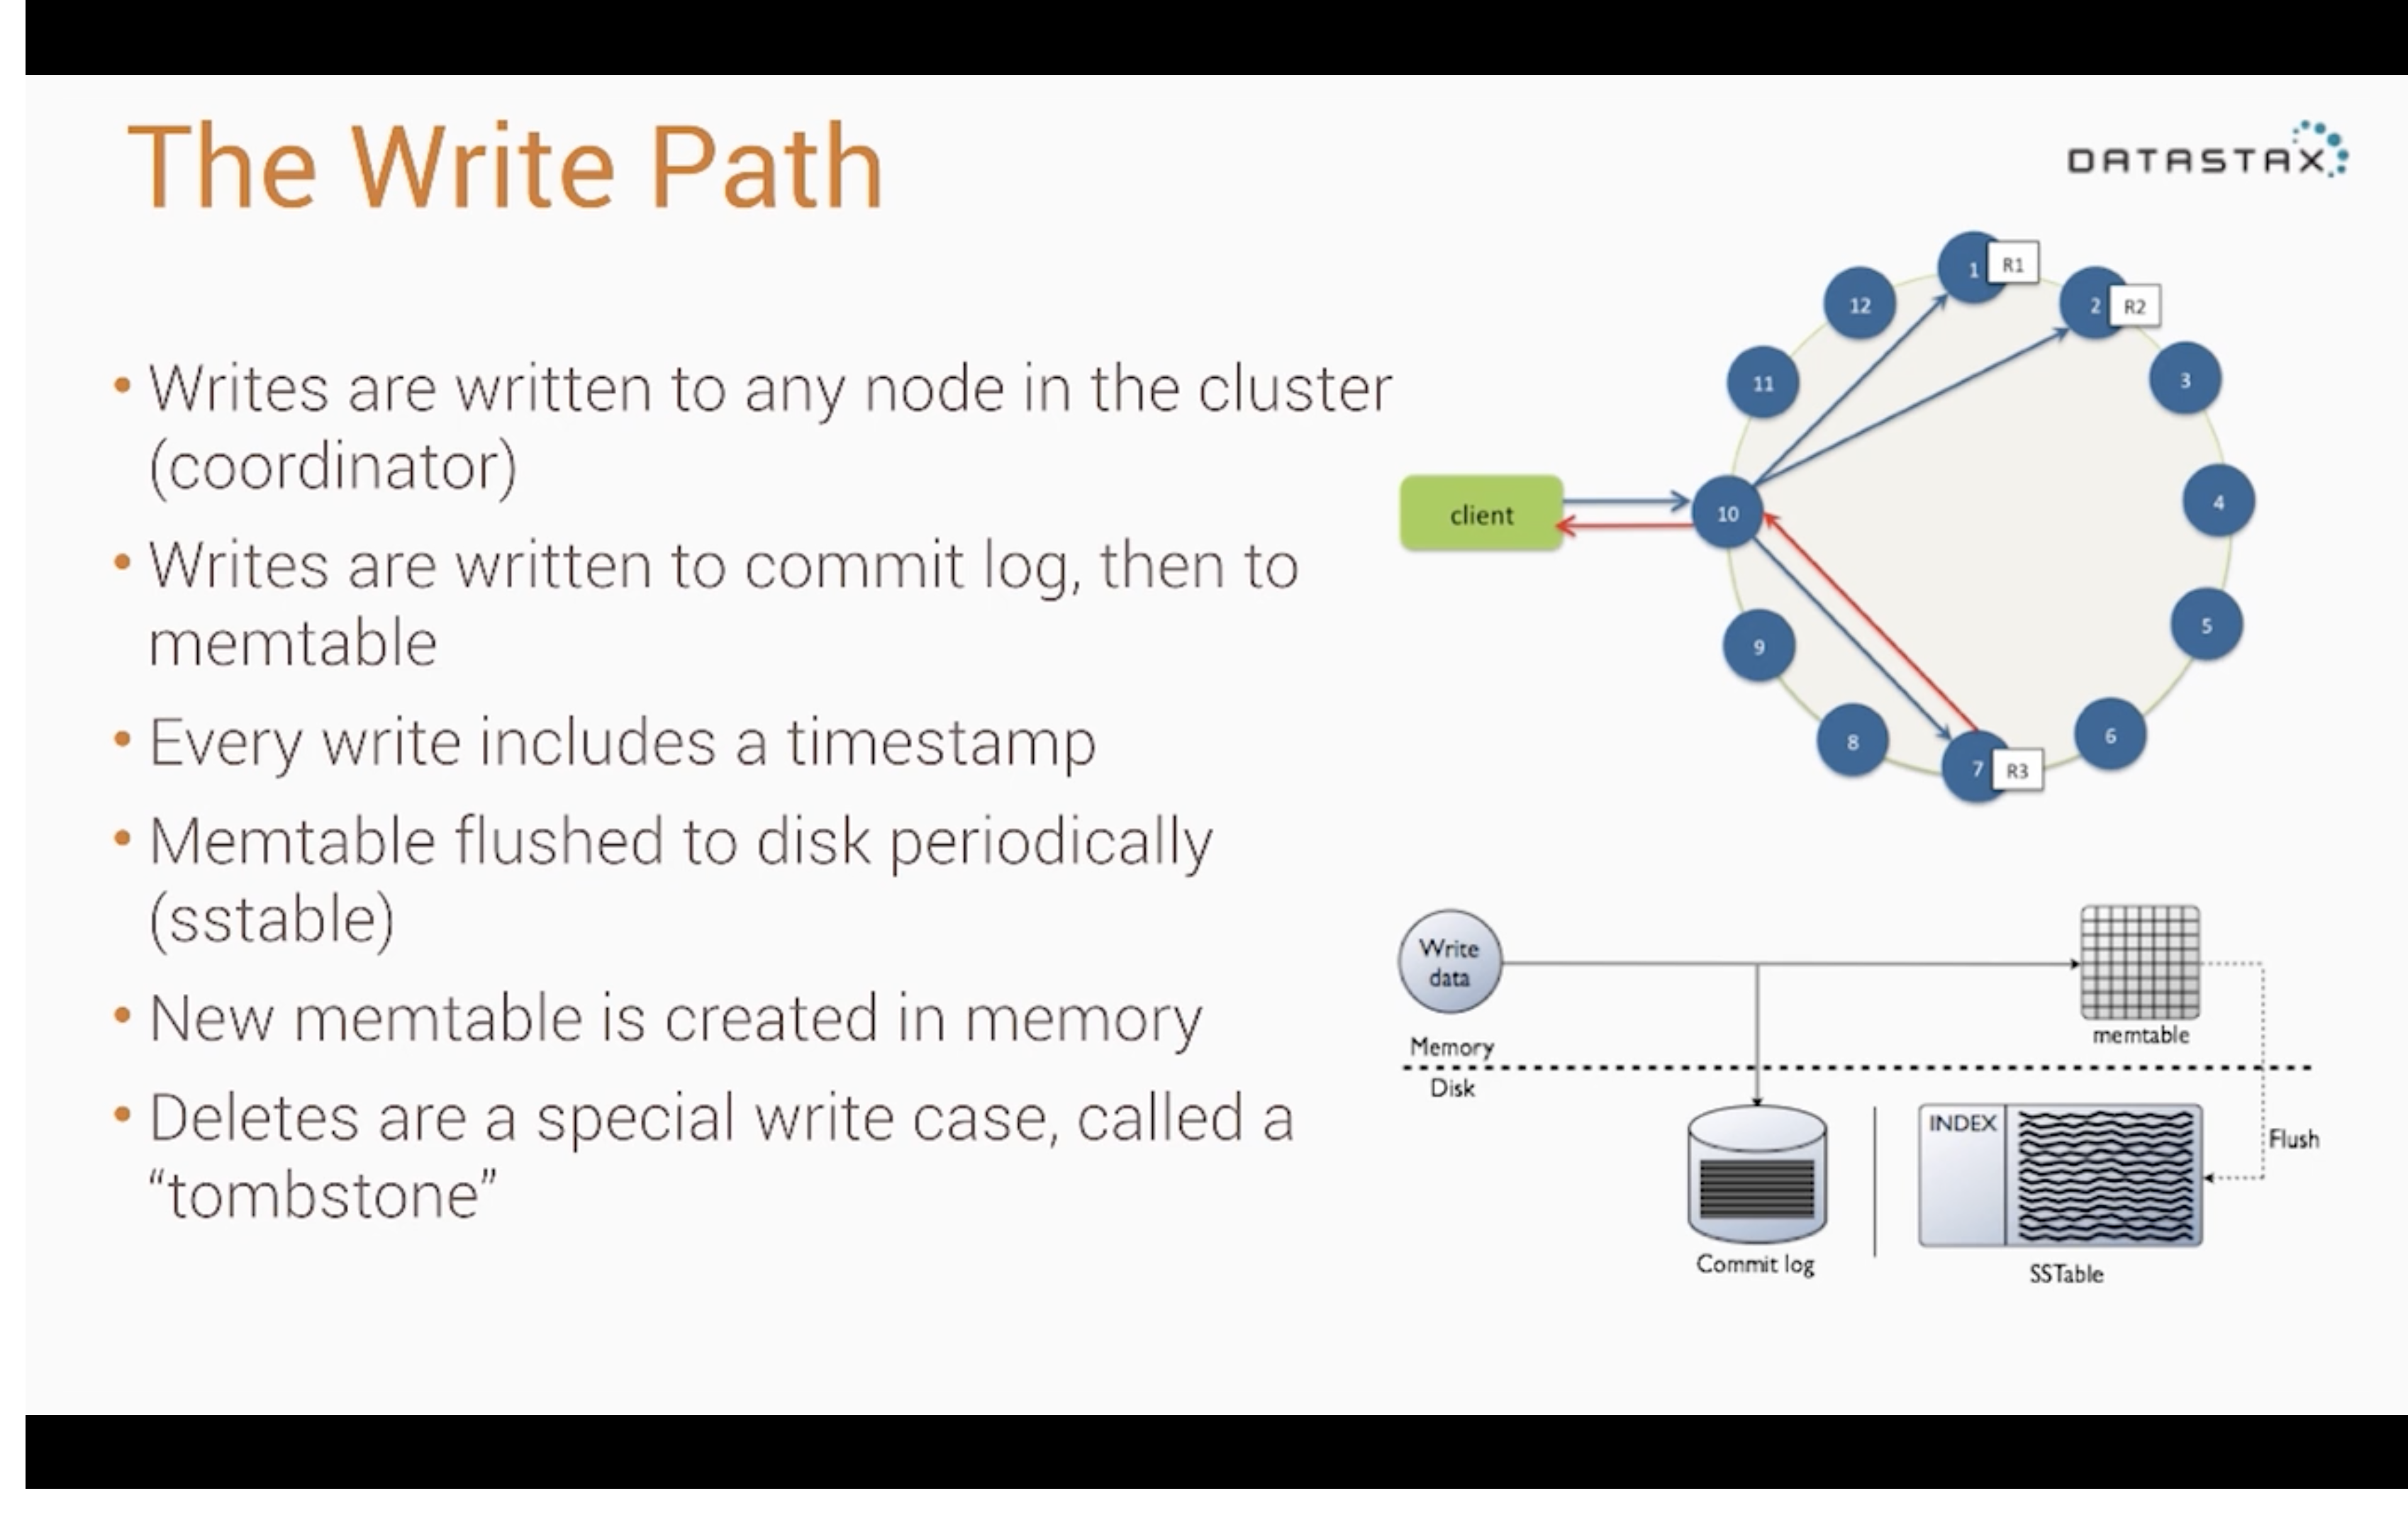 The Write Path
DATASTAX
• Writes are written to any node in the cluster
(coordinator)
• Writes are written to commit log, then to
memtable
• Every write includes a timestamp
• Memtable flushed to disk periodically
(sstable)
• New memtable is created in memory
• Deletes are a special write case, called a
“tombstone”
1 R1
12
2 R2
11
3
client
10
4
9
5
8
6
7 R3
Write
data
memtable
Memory
Disk
INDEX
Flush
Commit log
SSTable